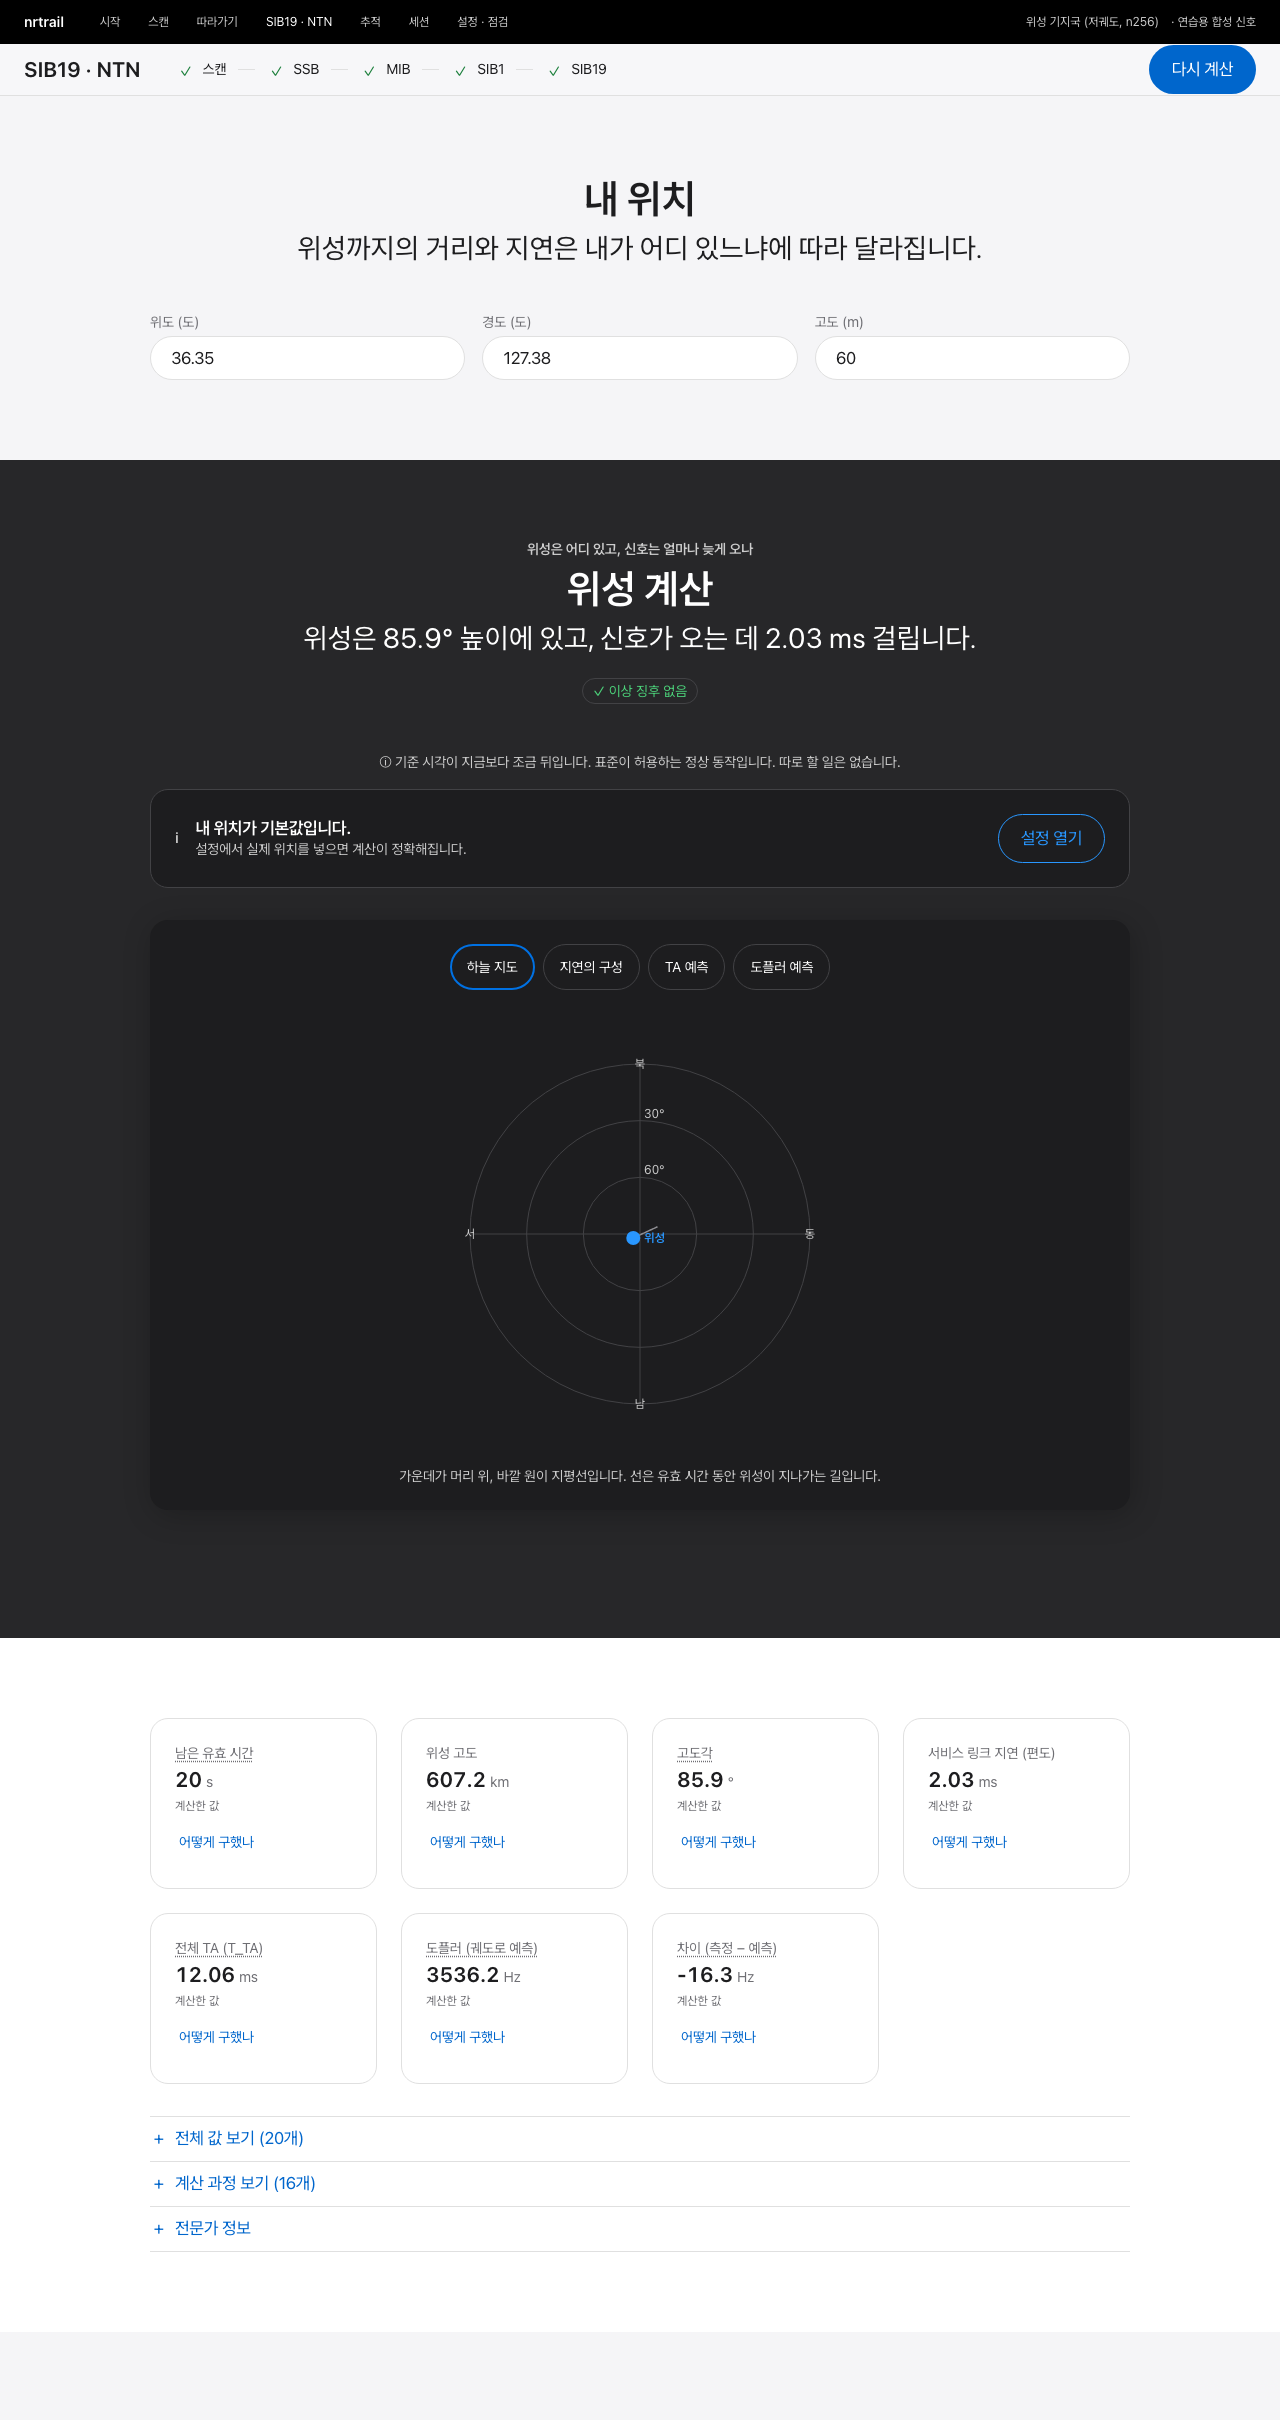 nrtrail 시작 스캔 따라가기 SIB19 · NTN 추적 세션 설정 · 점검 위성 기지국 (저궤도, n256) · 연습용 합성 신호
SIB19 · NTN ✓ 스캔 ✓ SSB ✓ MIB ✓ SIB1 ✓ SIB19 다시 계산
내 위치
위성까지의 거리와 지연은 내가 어디 있느냐에 따라 달라집니다.
위도 (도) 경도 (도) 고도 (m)
36.35 127.38 60
위성은 어디 있고, 신호는 얼마나 늦게 오나
위성 계산
위성은 85.9° 높이에 있고, 신호가 오는 데 2.03 ms 걸립니다.
✓ 이상 징후 없음
ⓘ 기준 시각이 지금보다 조금 뒤입니다. 표준이 허용하는 정상 동작입니다. 따로 할 일은 없습니다.
i 내 위치가 기본값입니다.
설정에서 실제 위치를 넣으면 계산이 정확해집니다.
설정 열기
하늘 지도 지연의 구성 TA 예측 도플러 예측
북
30°
60°
서 위성 동
남
가운데가 머리 위, 바깥 원이 지평선입니다. 선은 유효 시간 동안 위성이 지나가는 길입니다.
남은 유효 시간 위성 고도 고도각 서비스 링크 지연 (편도)
20 s 607.2 km 85.9 ° 2.03 ms
계산한 값 계산한 값 계산한 값 계산한 값
어떻게 구했나 어떻게 구했나 어떻게 구했나 어떻게 구했나
전체 TA (T_TA) 도플러 (궤도로 예측) 차이 (측정 − 예측)
12.06 ms 3536.2 Hz -16.3 Hz
계산한 값 계산한 값 계산한 값
어떻게 구했나 어떻게 구했나 어떻게 구했나
+ 전체 값 보기 (20개)
+ 계산 과정 보기 (16개)
+ 전문가 정보